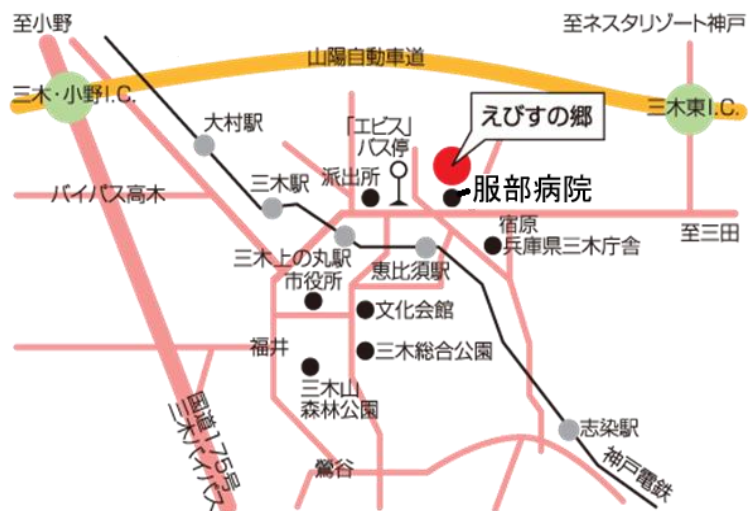 至小野
至ネスタリゾート神戸
山陽自動車道
三木・小野I.C.
三木東I.C.
えびすの郷
大村駅
「エビス」
バス停
派出所
服部病院
バイパス高木
三木駅
宿原
至三田
兵庫県三木庁舎
三木上の丸駅
恵比須駅
市役所
文化会館
福井
三木総合公園
三木山
森林公園
国道175号
三木バイパス
志染駅
鶯谷
神戸電鉄